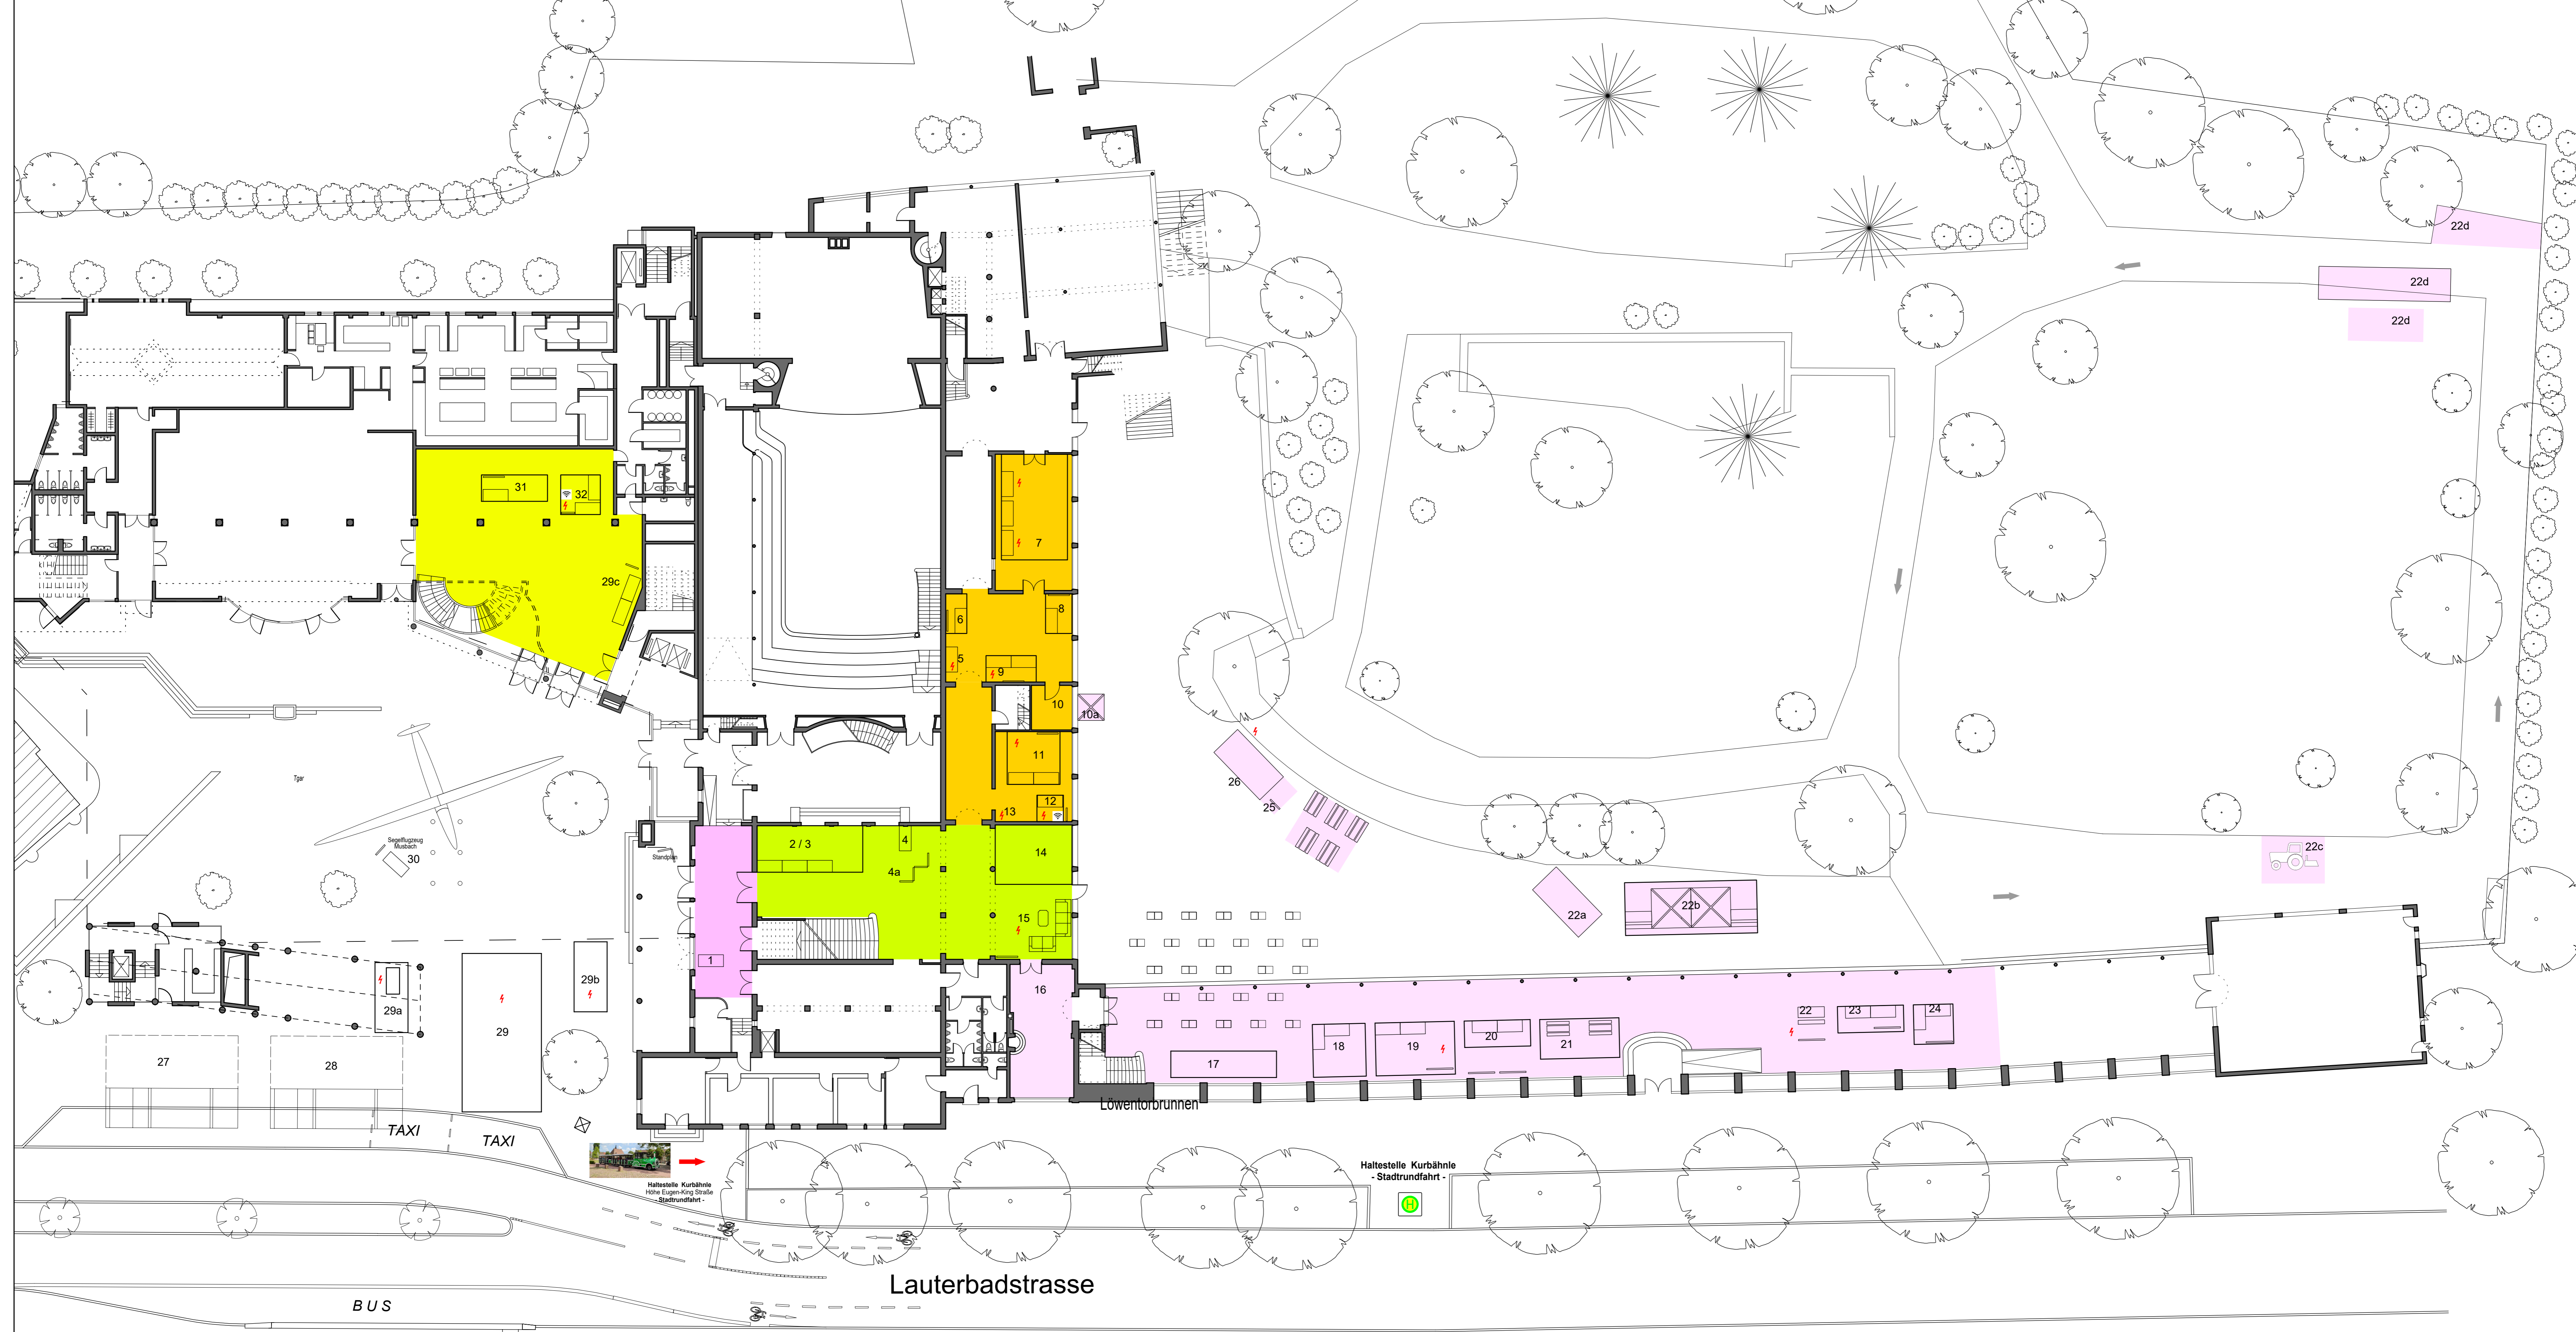 22d
22d
22d
31
32
7
29c
8
6
5
9
10
10a
11
26
12
25
13
Tgar
Segelflugzeug
Musbach
30
Standplan
2 / 3
4
4a
14
22c
15
22a
22b
1
29b
16
29a
29
22
23
24
20
21
18
19
17
27
28
Löwentorbrunnen
TAXI
TAXI
Haltestelle Kurbähnle
Höhe Eugen-King Straße
- Stadtrundfahrt -
Haltestelle Kurbähnle
- Stadtrundfahrt -
H
Lauterbadstrasse
BUS